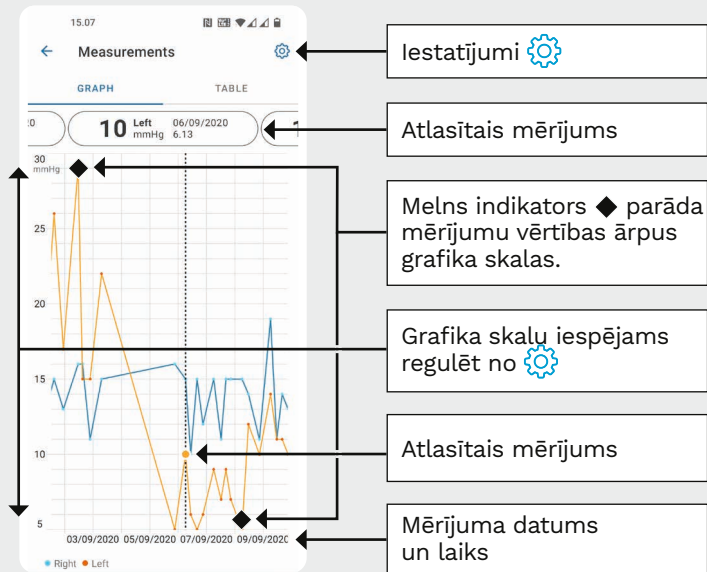 15.07
Measurements
GRAPH TABLE
10 Left mmHg 06/09/2020 6.13
30
mmHg
25
20
15
10
5
03/09/2020 05/09/2020 07/09/2020 09/09/2020
Right Left
Iestatījumi
Atlasītais mērījums
Melns indikators ◆ parāda
mērījumu vērtības ārpus
grafika skalas.
Grafika skalu iespējams
regulēt no
Atlasītais mērījums
Mērījuma datums
un laiks